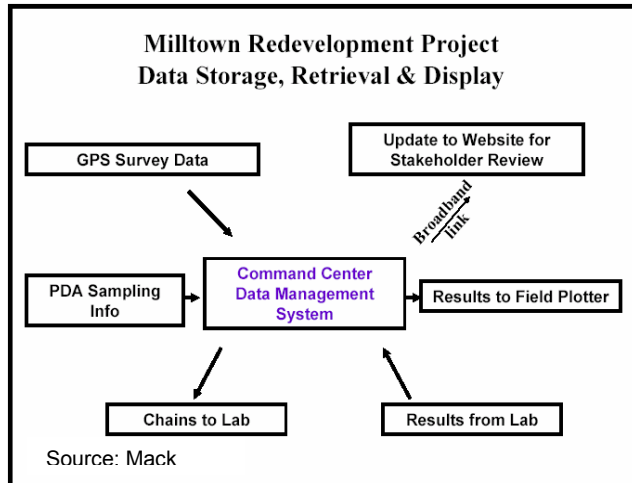 Milltown Redevelopment Project
Data Storage, Retrieval & Display
GPS Survey Data
Update to Website for
Stakeholder Review
Broadband
link
PDA Sampling
Info
Command Center
Data Management
System
Results to Field Plotter
Chains to Lab
Results from Lab
Source: Mack